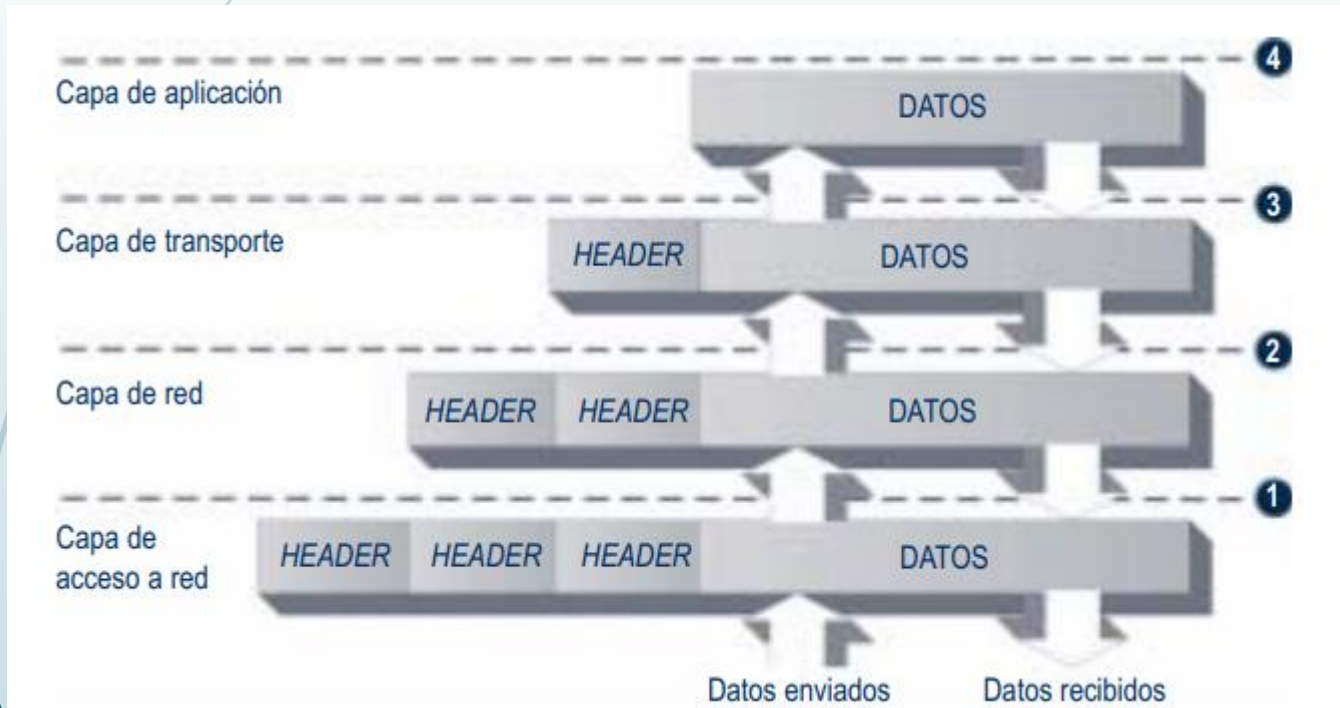 4
Capa de aplicación
DATOS
3
Capa de transporte
HEADER DATOS
2
Capa de red
HEADER HEADER DATOS
1
Capa de
acceso a red
HEADER HEADER HEADER DATOS
Datos enviados Datos recibidos